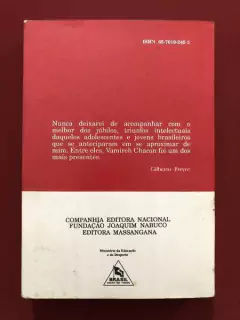 ISBN 85-7019-242-5
Nunca deixarei de acompanhar com o
melhor dos júbilos, triunfos intelectuais
daqueles adolescentes e jovens brasileiros
que se anteciparam em se aproximar de
mim. Entre eles, Vamireh Chacon foi um dos
mais presentes.
Gilberto Freyre
COMPANHIA EDITORA NACIONAL
FUNDAÇÃO JOAQUIM NABUCO
EDITORA MASSANGANA
Ministério da Educação
e do Desporto
BRASIL